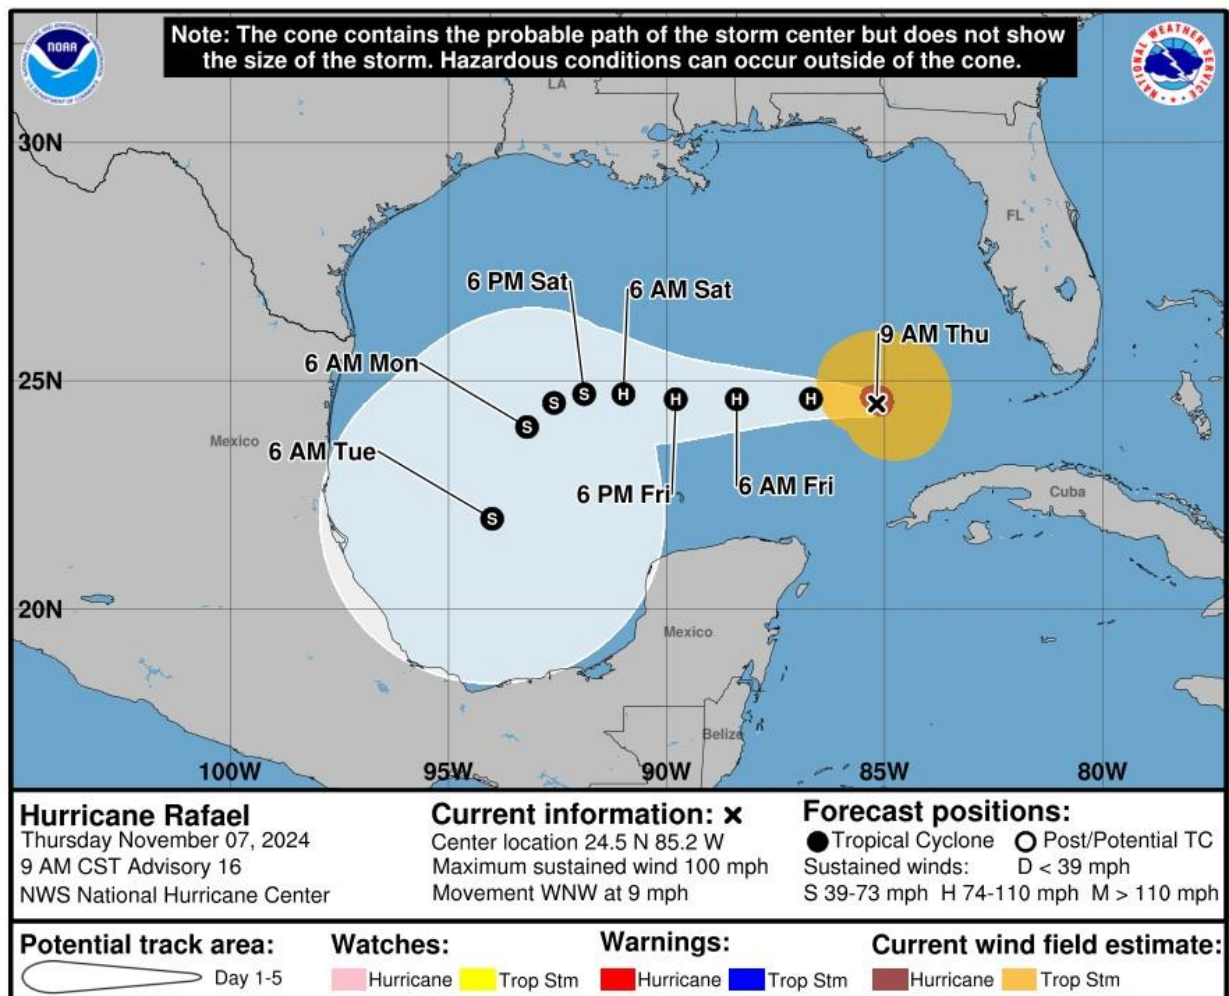 Note: The cone contains the probable path of the storm center but does not show
the size of the storm. Hazardous conditions can occur outside of the cone.
NOAA
NATIONAL WEATHER SERVICE
LA
30N
FL
6 PM Sat
6 AM Sat
9 AM Thu
6 AM Mon
25N
S S H H H H
S
Mexico
6 AM Tue
6 PM Fri
6 AM Fri
Cuba
S
20N
Mexico
Belize
100W 95W 90W 85W 80W
Hurricane Rafael
Thursday November 07, 2024
9 AM CST Advisory 16
NWS National Hurricane Center
Current information: x
Center location 24.5 N 85.2 W
Maximum sustained wind 100 mph
Movement WNW at 9 mph
Forecast positions:
Tropical Cyclone Post/Potential TC
Sustained winds: D < 39 mph
S 39-73 mph H 74-110 mph M > 110 mph
Potential track area:
Day 1-5
Watches:
Hurricane Trop Stm
Warnings:
Hurricane Trop Stm
Current wind field estimate:
Hurricane Trop Stm